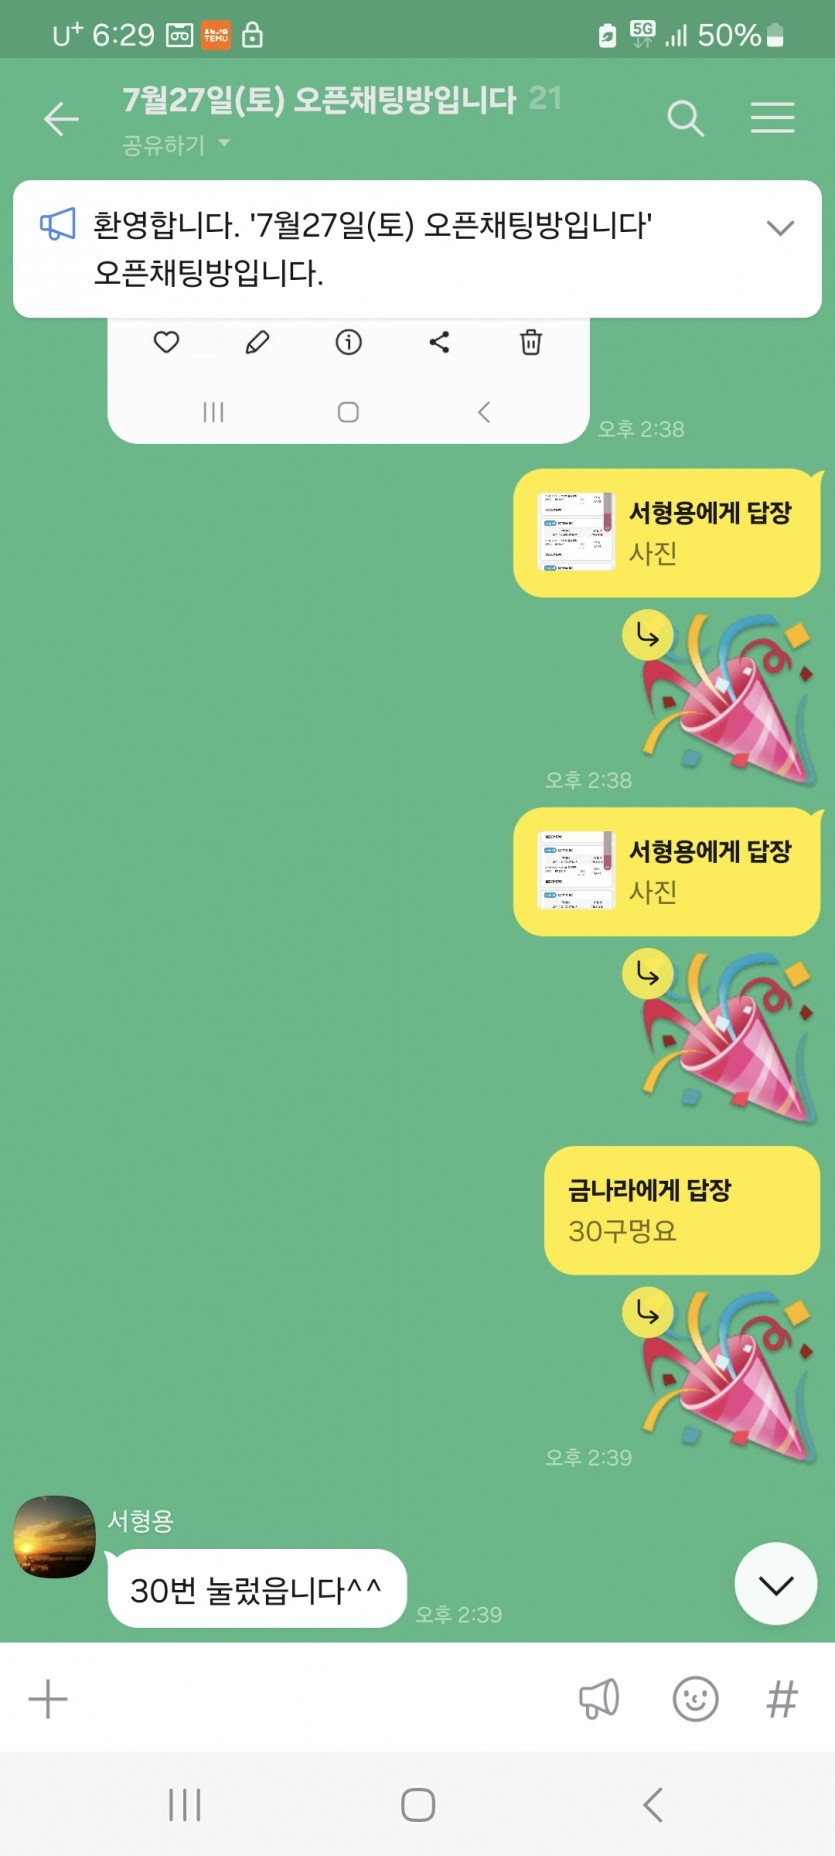 U⁺ 6:29 TEMU 5G 50%
7월27일(토) 오픈채팅방입니다 21
공유하기
환영합니다. '7월27일(토) 오픈채팅방입니다'
오픈채팅방입니다.
오후 2:38
서형용에게 답장
사진
오후 2:38
서형용에게 답장
사진
금나라에게 답장
30구멍요
오후 2:39
서형용
30번 눌렀읍니다^^
오후 2:39
#